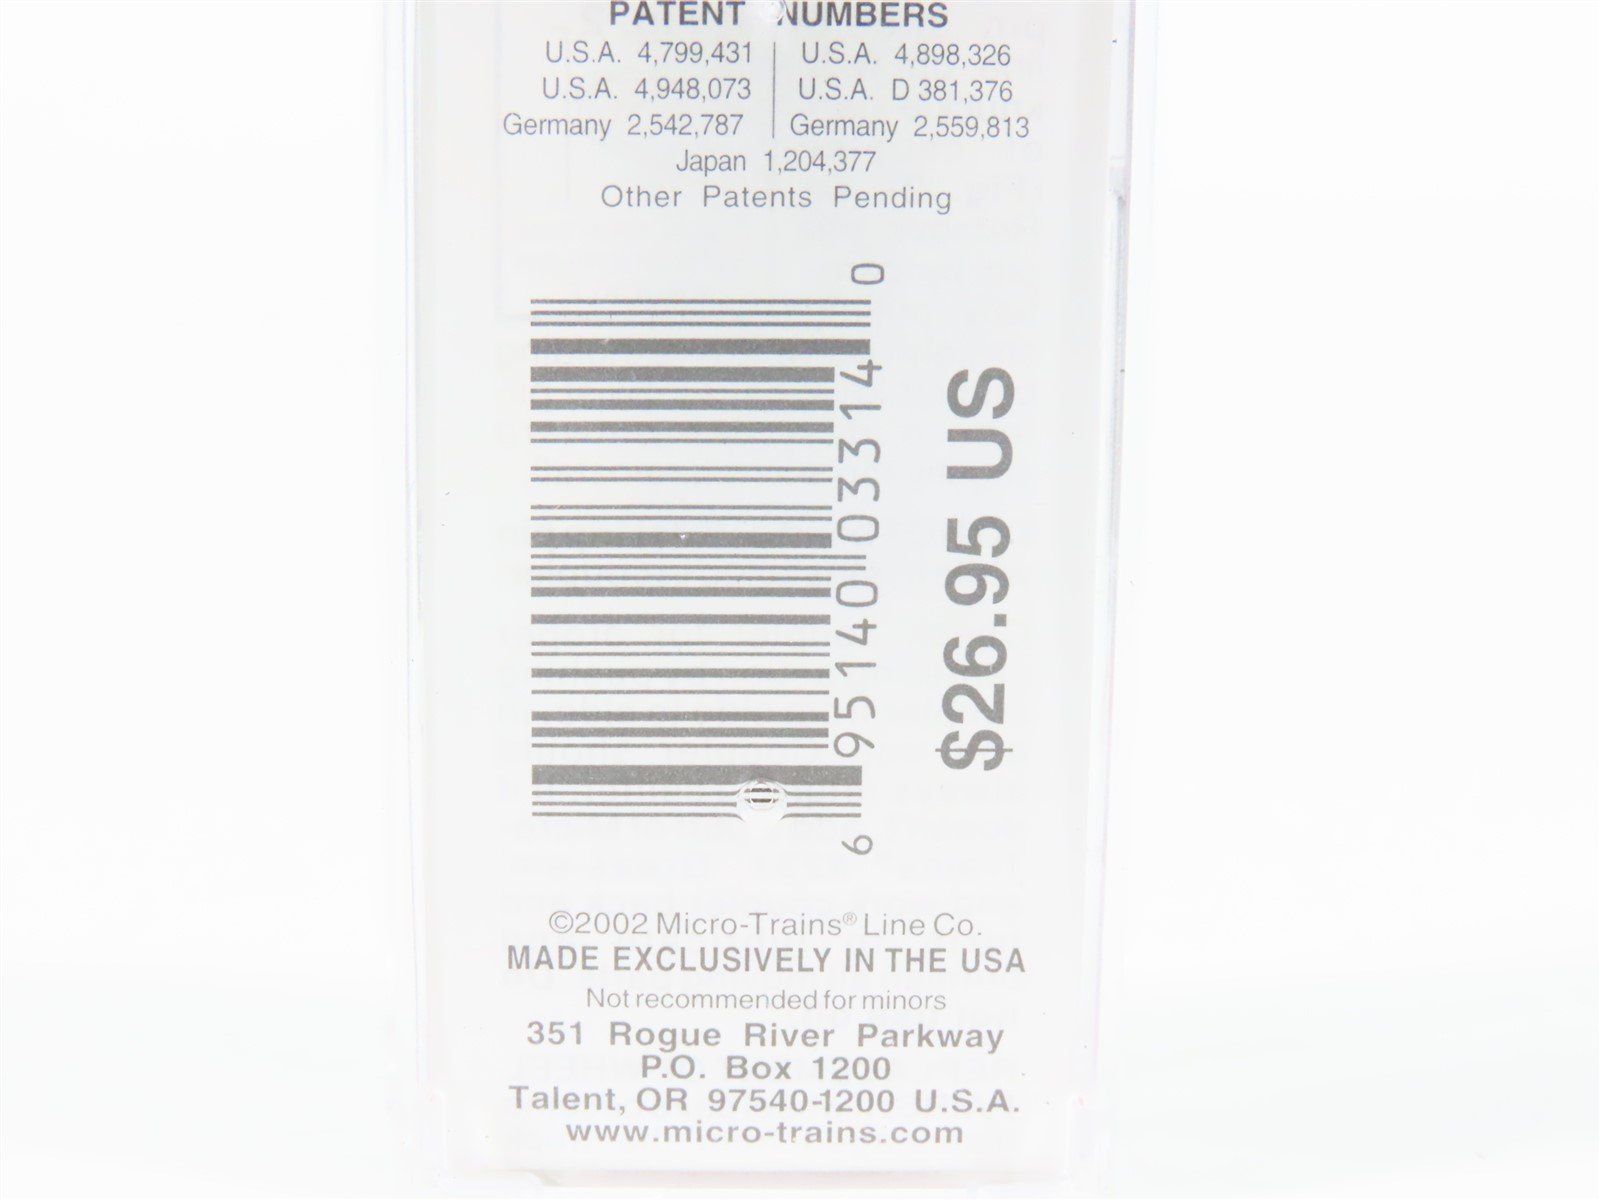 PATENT NUMBERS
U.S.A. 4,799,431 U.S.A. 4,898,326
U.S.A. 4,948,073 U.S.A. D 381,376
Germany 2,542,787 Germany 2,559,813
Japan 1,204,377
Other Patents Pending
6 95140 03314 0
$26.95 US
©2002 Micro-Trains® Line Co.
MADE EXCLUSIVELY IN THE USA
Not recommended for minors
351 Rogue River Parkway
P.O. Box 1200
Talent, OR 97540-1200 U.S.A.
www.micro-trains.com